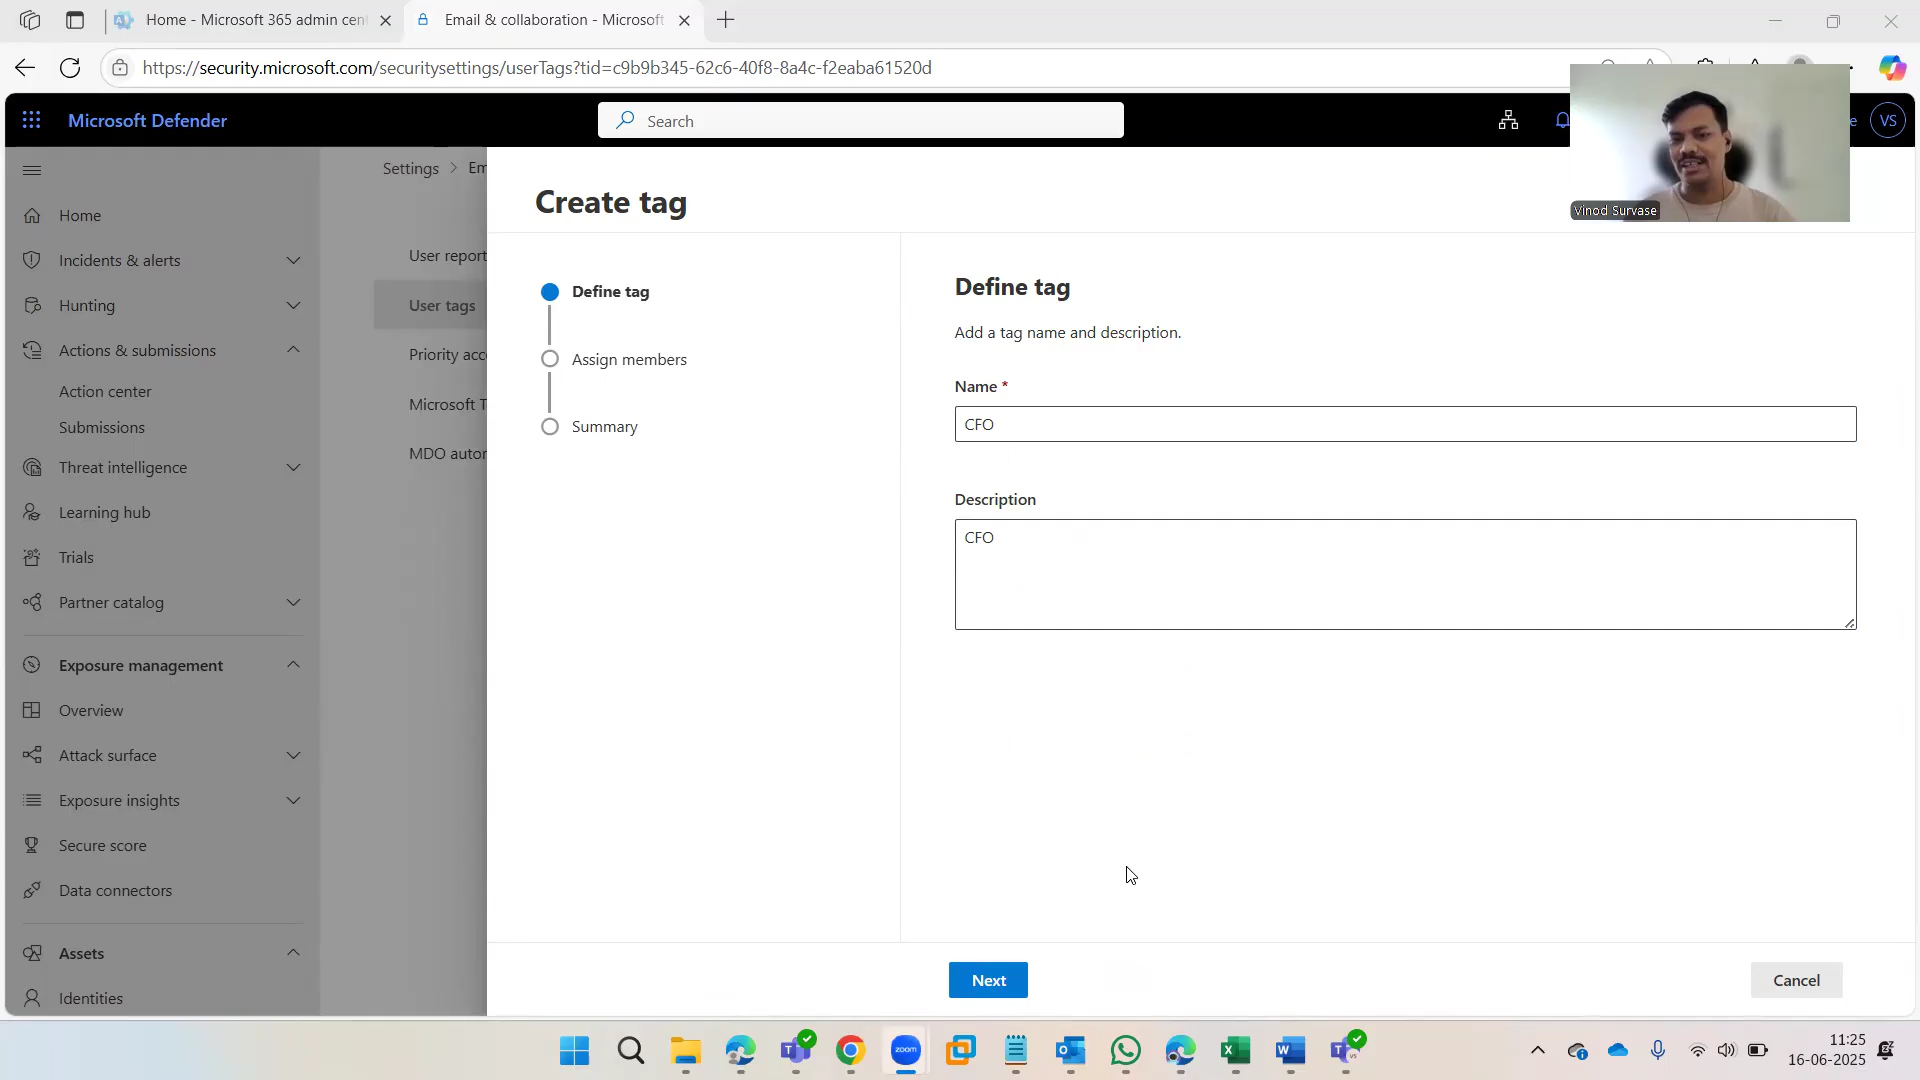 Home - Microsoft 365 admin cen
Email & collaboration - Microsoft
https://security.microsoft.com/securitysettings/userTags?tid=c9b9b345-62c6-40f8-8a4c-f2eaba61520d
Microsoft Defender
Search
VS
Vinod Survase
Settings > Em
Home
Incidents & alerts
Hunting
Actions & submissions
Action center
Submissions
Threat intelligence
Learning hub
Trials
Partner catalog
Exposure management
Overview
Attack surface
Exposure insights
Secure score
Data connectors
Assets
Identities
User report
User tags
Priority acc
Microsoft T
MDO autor
Create tag
Define tag
Assign members
Summary
Define tag
Add a tag name and description.
Name *
CFO
Description
CFO
Next
Cancel
zoom
11:25
16-06-2025